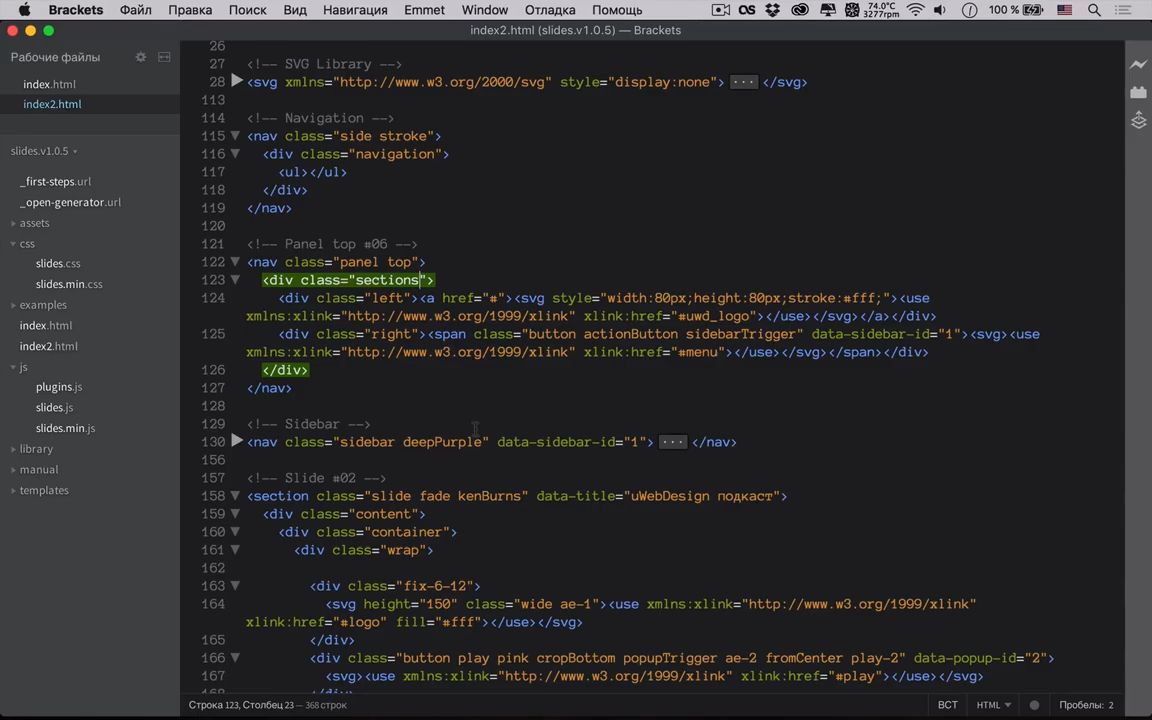 Brackets Файл Правка Поиск Вид Навигация Emmet Window Отладка Помощь OS 74.0°C 3277rpm 100 %
index2.html (slides.v1.0.5) — Brackets
Рабочие файлы
index.html
index2.html
slides.v1.0.5
_first-steps.url
_open-generator.url
assets
css
slides.css
slides.min.css
examples
index.html
index2.html
js
plugins.js
slides.js
slides.min.js
library
manual
templates
26
27 <!-- SVG Library -->
28 <svg xmlns="http://www.w3.org/2000/svg" style="display:none"> ... </svg>
113
114 <!-- Navigation -->
115 <nav class="side stroke">
116 <div class="navigation">
117 <ul></ul>
118 </div>
119 </nav>
120
121 <!-- Panel top #06 -->
122 <nav class="panel top">
123 <div class="sections">
124 <div class="left"><a href="#"><svg style="width:80px;height:80px;stroke:#fff;"><use
xmlns:xlink="http://www.w3.org/1999/xlink" xlink:href="#uwd_logo"></use></svg></a></div>
125 <div class="right"><span class="button actionButton sidebarTrigger" data-sidebar-id="1"><svg><use
xmlns:xlink="http://www.w3.org/1999/xlink" xlink:href="#menu"></use></svg></span></div>
126 </div>
127 </nav>
128
129 <!-- Sidebar -->
130 <nav class="sidebar deepPurple" data-sidebar-id="1"> ... </nav>
156
157 <!-- Slide #02 -->
158 <section class="slide fade kenBurns" data-title="uWebDesign подкаст">
159 <div class="content">
160 <div class="container">
161 <div class="wrap">
162
163 <div class="fix-6-12">
164 <svg height="150" class="wide ae-1"><use xmlns:xlink="http://www.w3.org/1999/xlink"
xlink:href="#logo" fill="#fff"></use></svg>
165 </div>
166 <div class="button play pink cropBottom popupTrigger ae-2 fromCenter play-2" data-popup-id="2">
167 <svg><use xmlns:xlink="http://www.w3.org/1999/xlink" xlink:href="#play"></use></svg>
168 </div>
Строка 123, Столбец 23 — 368 строк ВСТ HTML Пробелы: 2